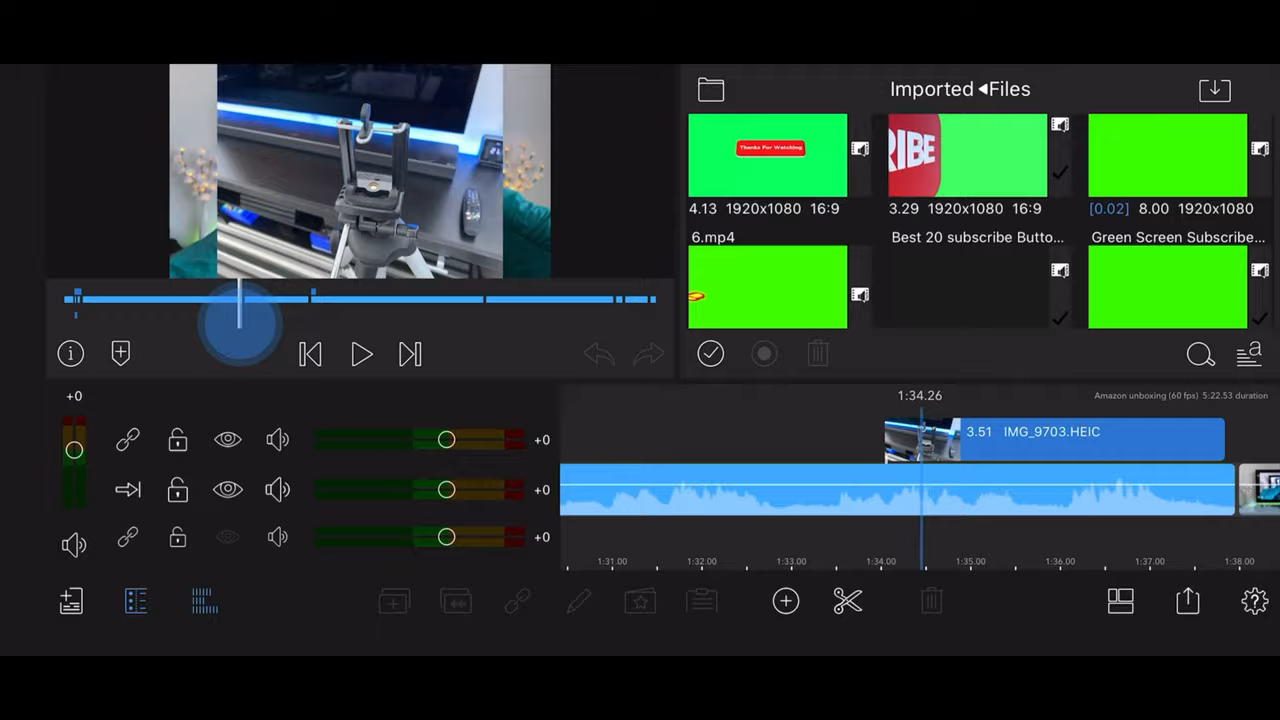 Imported ◂Files
Thanks For Watching
RIBE
4.13 1920x1080 16:9
3.29 1920x1080 16:9
[0.02] 8.00 1920x1080
6.mp4
Best 20 subscribe Butto...
Green Screen Subscribe...
a
+0
1:34.26
Amazon unboxing (60 fps) 5:22.53 duration
3.51 IMG_9703.HEIC
+0
+0
+0
1:31.00 1:32.00 1:33.00 1:34.00 1:35.00 1:36.00 1:37.00 1:38.00